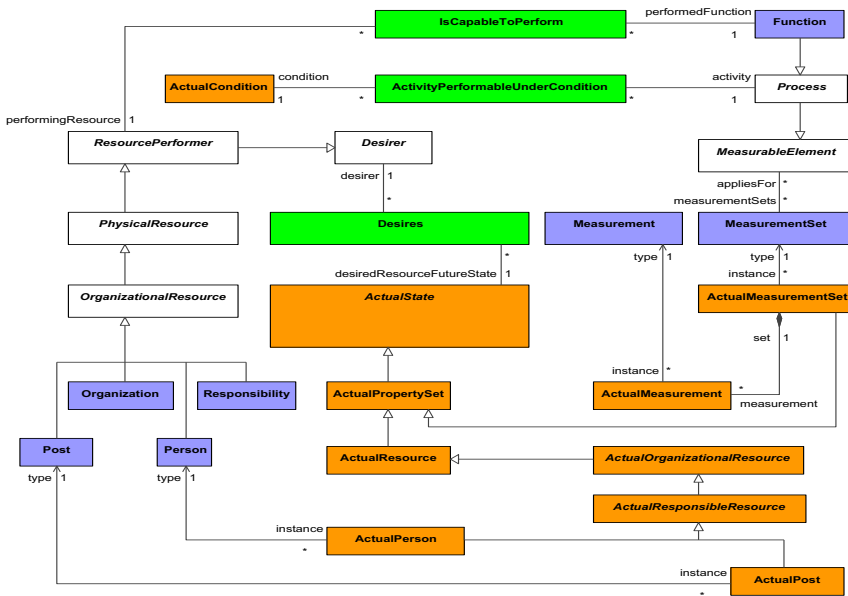 IsCapableToPerform
performedFunction
Function
*
*
1
ActualCondition
condition
ActivityPerformableUnderCondition
activity
Process
1
*
*
1
performingResource
1
ResourcePerformer
Desirer
MeasurableElement
desirer
1
appliesFor
*
measurementSets
*
*
PhysicalResource
Desires
Measurement
MeasurementSet
*
type
1
type
1
desiredResourceFutureState
1
instance
*
OrganizationalResource
ActualState
ActualMeasurementSet
set
1
instance
*
Organization
Responsibility
ActualPropertySet
ActualMeasurement
*
measurement
Post
Person
ActualResource
ActualOrganizationalResource
type
1
type
1
ActualResponsibleResource
instance
*
ActualPerson
instance
*
ActualPost